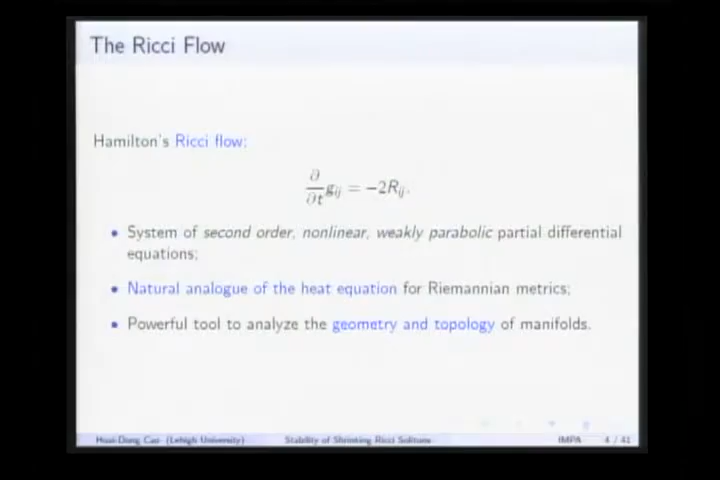 The Ricci Flow
Hamilton's Ricci flow:
∂/∂t g_ij = −2R_ij.
• System of second order, nonlinear, weakly parabolic partial differential
equations;
• Natural analogue of the heat equation for Riemannian metrics;
• Powerful tool to analyze the geometry and topology of manifolds.
Huai-Dong Cao (Lehigh University) Stability of Shrinking Ricci Solitons IMPA 4 / 41